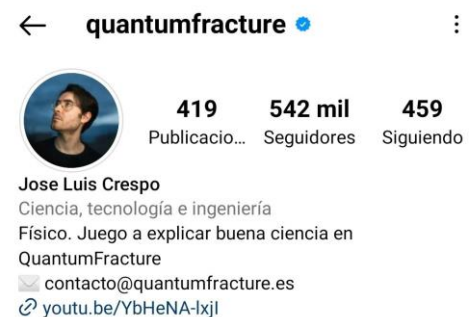 quantumfracture
419 542 mil 459
Publicacio... Seguidores Siguiendo
Jose Luis Crespo
Ciencia, tecnología e ingeniería
Físico. Juego a explicar buena ciencia en
QuantumFracture
contacto@quantumfracture.es
youtu.be/YbHeNA-lxjI